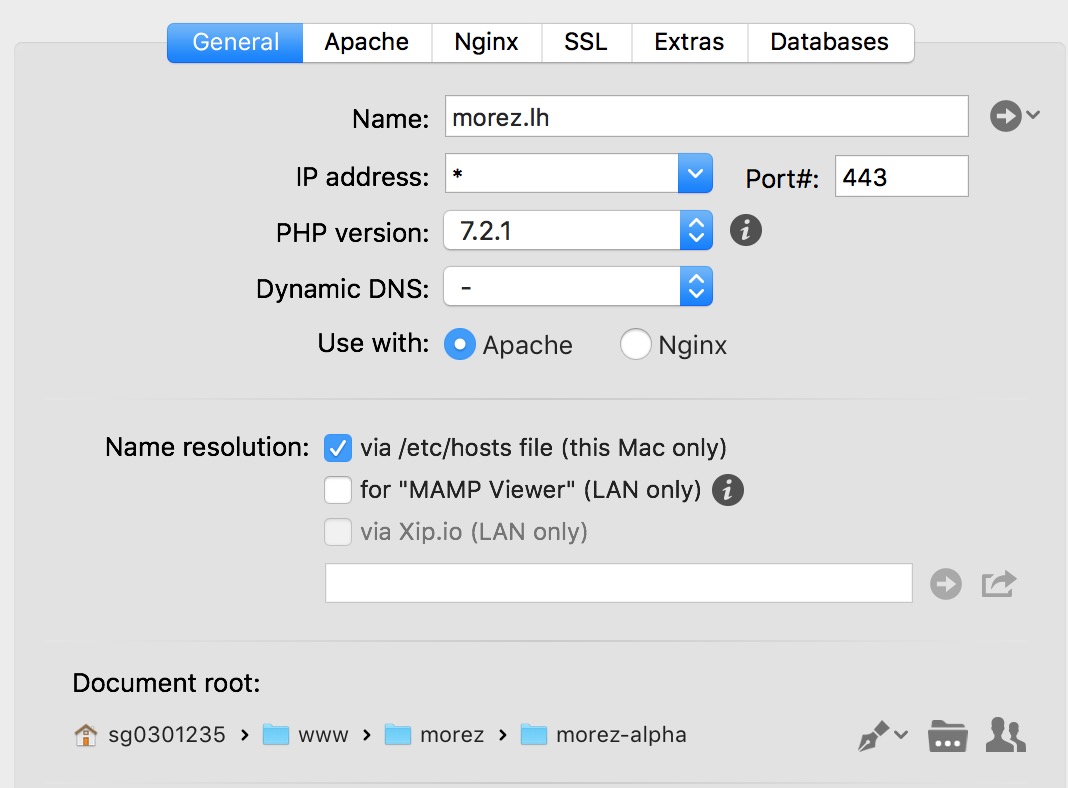 General Apache Nginx SSL Extras Databases
Name: morez.lh
IP address: * Port#: 443
PHP version: 7.2.1
Dynamic DNS: -
Use with: Apache Nginx
Name resolution: via /etc/hosts file (this Mac only)
for "MAMP Viewer" (LAN only)
via Xip.io (LAN only)
Document root:
sg0301235 › www › morez › morez-alpha